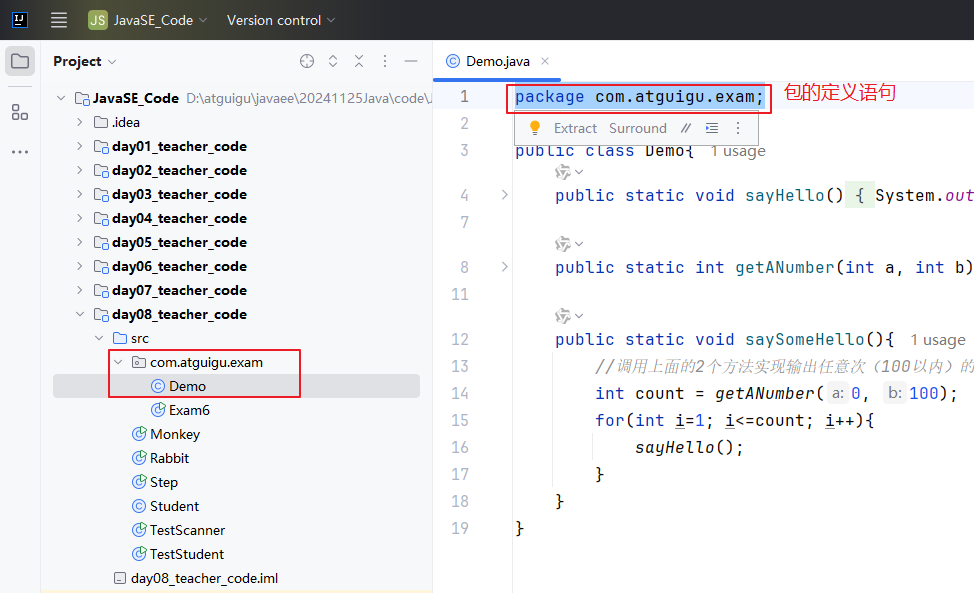 JS JavaSE_Code Version control
Project
Demo.java
JavaSE_Code D:\atguigu\javaee\20241125Java\code\J
.idea
day01_teacher_code
day02_teacher_code
day03_teacher_code
day04_teacher_code
day05_teacher_code
day06_teacher_code
day07_teacher_code
day08_teacher_code
src
com.atguigu.exam
Demo
Exam6
Monkey
Rabbit
Step
Student
TestScanner
TestStudent
day08_teacher_code.iml
1 package com.atguigu.exam; 包的定义语句
2 Extract Surround //
3 public class Demo{ 1 usage
4 public static void sayHello() { System.out
7
8 public static int getANumber(int a, int b)
11
12 public static void saySomeHello(){ 1 usage
13 //调用上面的2个方法实现输出任意次（100以内）的
14 int count = getANumber( a: 0, b: 100);
15 for(int i=1; i<=count; i++){
16 sayHello();
17 }
18 }
19 }